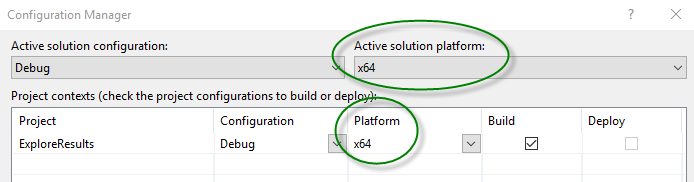 Configuration Manager
Active solution configuration:
Active solution platform:
Debug
x64
Project contexts (check the project configurations to build or deploy):
Project Configuration Platform Build Deploy
ExploreResults Debug x64